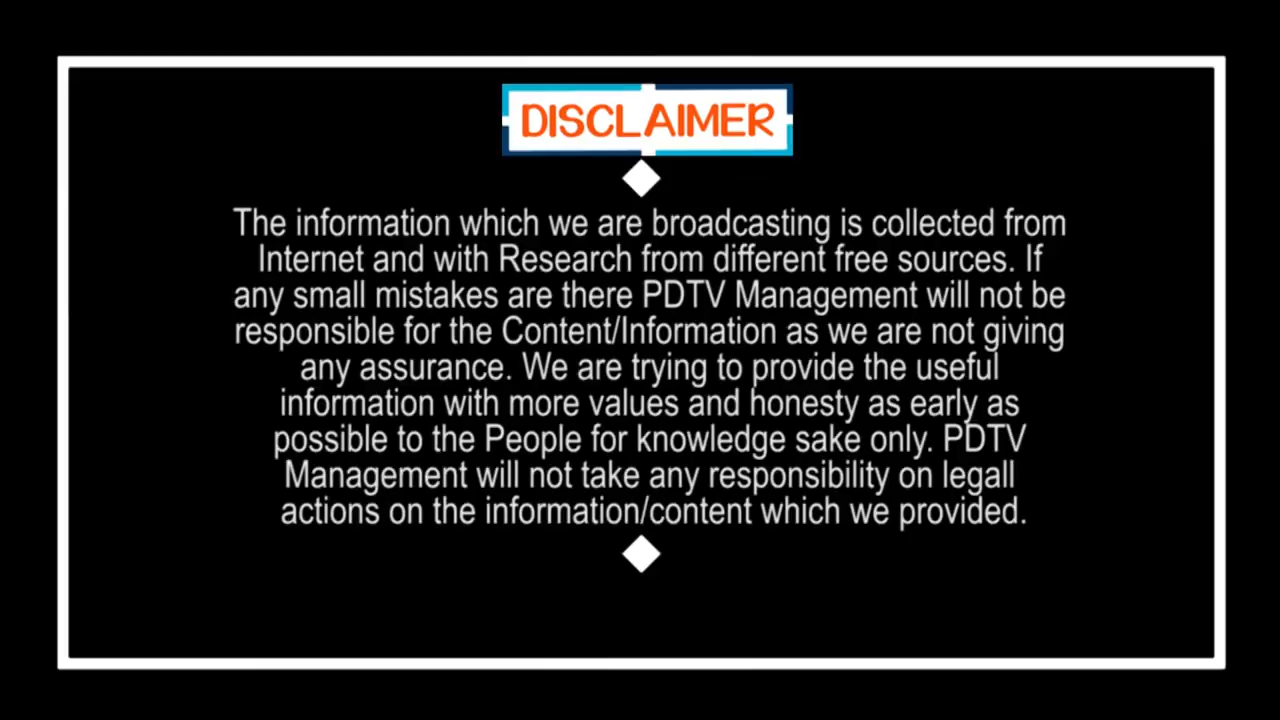 DISCLAIMER
The information which we are broadcasting is collected from
Internet and with Research from different free sources. If
any small mistakes are there PDTV Management will not be
responsible for the Content/Information as we are not giving
any assurance. We are trying to provide the useful
information with more values and honesty as early as
possible to the People for knowledge sake only. PDTV
Management will not take any responsibility on legall
actions on the information/content which we provided.